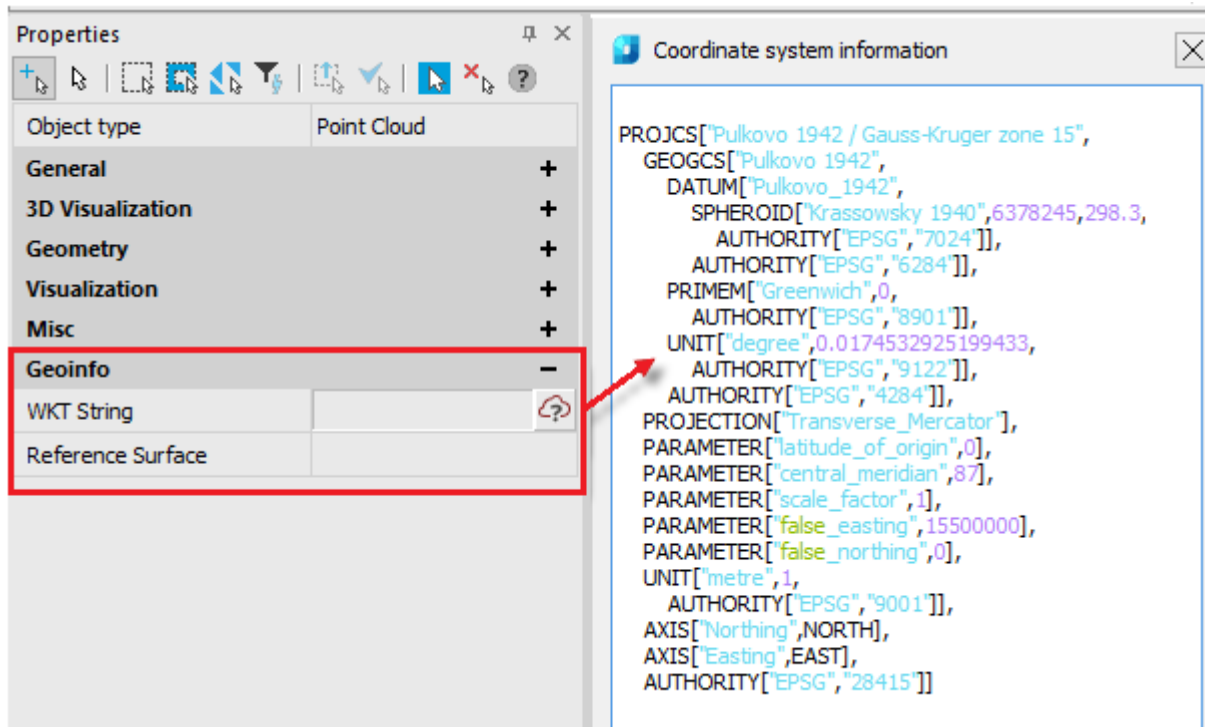 Properties
Object type Point Cloud
General
3D Visualization
Geometry
Visualization
Misc
Geoinfo
WKT String
Reference Surface
Coordinate system information
PROJCS["Pulkovo 1942 / Gauss-Kruger zone 15",
GEOGCS["Pulkovo 1942",
DATUM["Pulkovo_1942",
SPHEROID["Krassowsky 1940",6378245,298.3,
AUTHORITY["EPSG","7024"]],
AUTHORITY["EPSG","6284"]],
PRIMEM["Greenwich",0,
AUTHORITY["EPSG","8901"]],
UNIT["degree",0.0174532925199433,
AUTHORITY["EPSG","9122"]],
AUTHORITY["EPSG","4284"]],
PROJECTION["Transverse_Mercator"],
PARAMETER["latitude_of_origin",0],
PARAMETER["central_meridian",87],
PARAMETER["scale_factor",1],
PARAMETER["false_easting",15500000],
PARAMETER["false_northing",0],
UNIT["metre",1,
AUTHORITY["EPSG","9001"]],
AXIS["Northing",NORTH],
AXIS["Easting",EAST],
AUTHORITY["EPSG","28415"]]